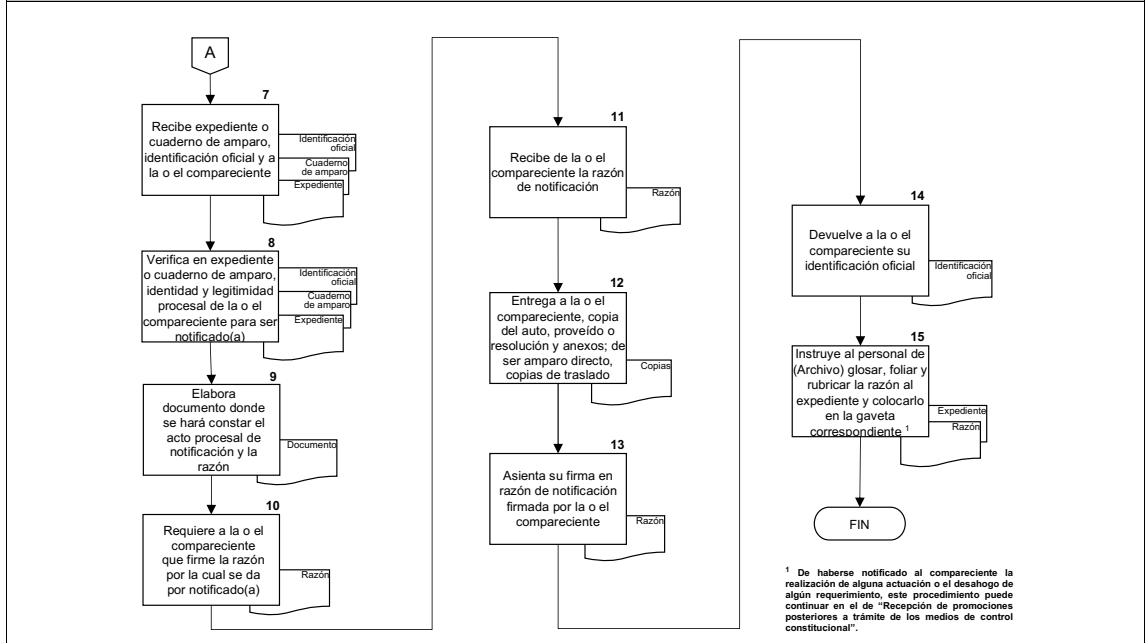 A
7
Recibe expediente o
cuaderno de amparo,
identificación oficial y a
la o el compareciente
Identificación
oficial
Cuaderno
de amparo
Expediente
8
Verifica en expediente
o cuaderno de amparo,
identidad y legitimidad
procesal de la o el
compareciente para ser
notificado(a)
Identificación
oficial
Cuaderno
de amparo
Expediente
9
Elabora
documento donde
se hará constar el
acto procesal de
notificación y la
razón
Documento
10
Requiere a la o el
compareciente
que firme la razón
por la cual se da
por notificado(a)
Razón
11
Recibe de la o el
compareciente la razón
de notificación
Razón
12
Entrega a la o el
compareciente, copia
del auto, proveído o
resolución y anexos; de
ser amparo directo,
copias de traslado
Copias
13
Asienta su firma en
razón de notificación
firmada por la o el
compareciente
Razón
14
Devuelve a la o el
compareciente su
identificación oficial
Identificación
oficial
15
Instruye al personal de
(Archivo) glosar, foliar y
rubricar la razón al
expediente y colocarlo
en la gaveta
correspondiente 1
Expediente
Razón
FIN
1 De haberse notificado al compareciente la
realización de alguna actuación o el desahogo de
algún requerimiento, este procedimiento puede
continuar en el de “Recepción de promociones
posteriores a trámite de los medios de control
constitucional”.